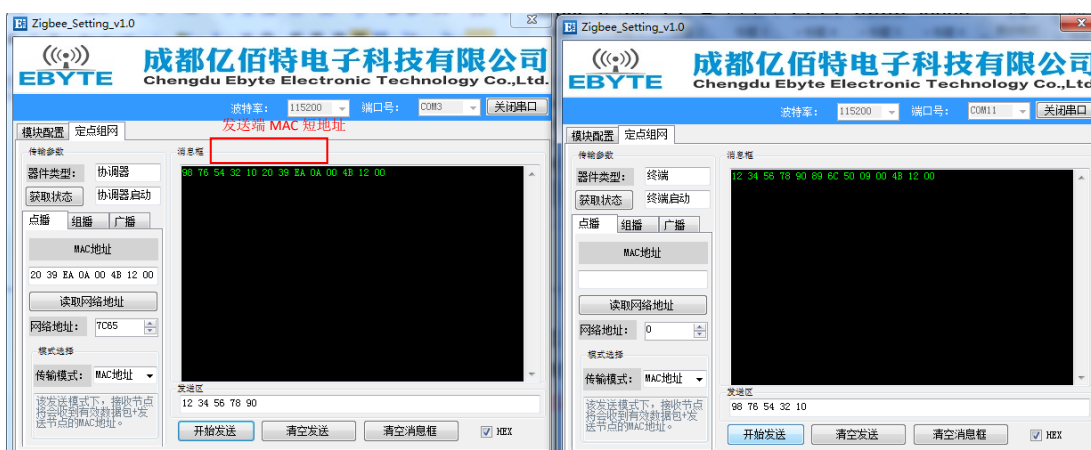 Zigbee_Setting_v1.0
EBYTE
成都亿佰特电子科技有限公司
Chengdu Ebyte Electronic Technology Co.,Ltd.
波特率: 115200 端口号: COM3 关闭串口
模块配置 定点组网
发送端 MAC 短地址
传输参数
消息框
器件类型: 协调器
获取状态 协调器启动
点播 组播 广播
MAC地址
20 39 EA 0A 00 4B 12 00
读取网络地址
网络地址: 7C65
模式选择
传输模式: MAC地址
该发送模式下,接收节点
将会收到有效数据包+发
送节点的MAC地址。
98 76 54 32 10 20 39 EA 0A 00 4B 12 00
发送区
12 34 56 78 90
开始发送 清空发送 清空消息框 HEX
Zigbee_Setting_v1.0
EBYTE
成都亿佰特电子科技有限公司
Chengdu Ebyte Electronic Technology Co.,Ltd
波特率: 115200 端口号: COM11 关闭串口
模块配置 定点组网
传输参数
消息框
器件类型: 终端
获取状态 终端启动
点播 组播 广播
MAC地址
读取网络地址
网络地址: 0
模式选择
传输模式: MAC地址
该发送模式下,接收节点
将会收到有效数据包+发
送节点的MAC地址。
12 34 56 78 90 89 6C 50 09 00 4B 12 00
发送区
98 76 54 32 10
开始发送 清空发送 清空消息框 HEX